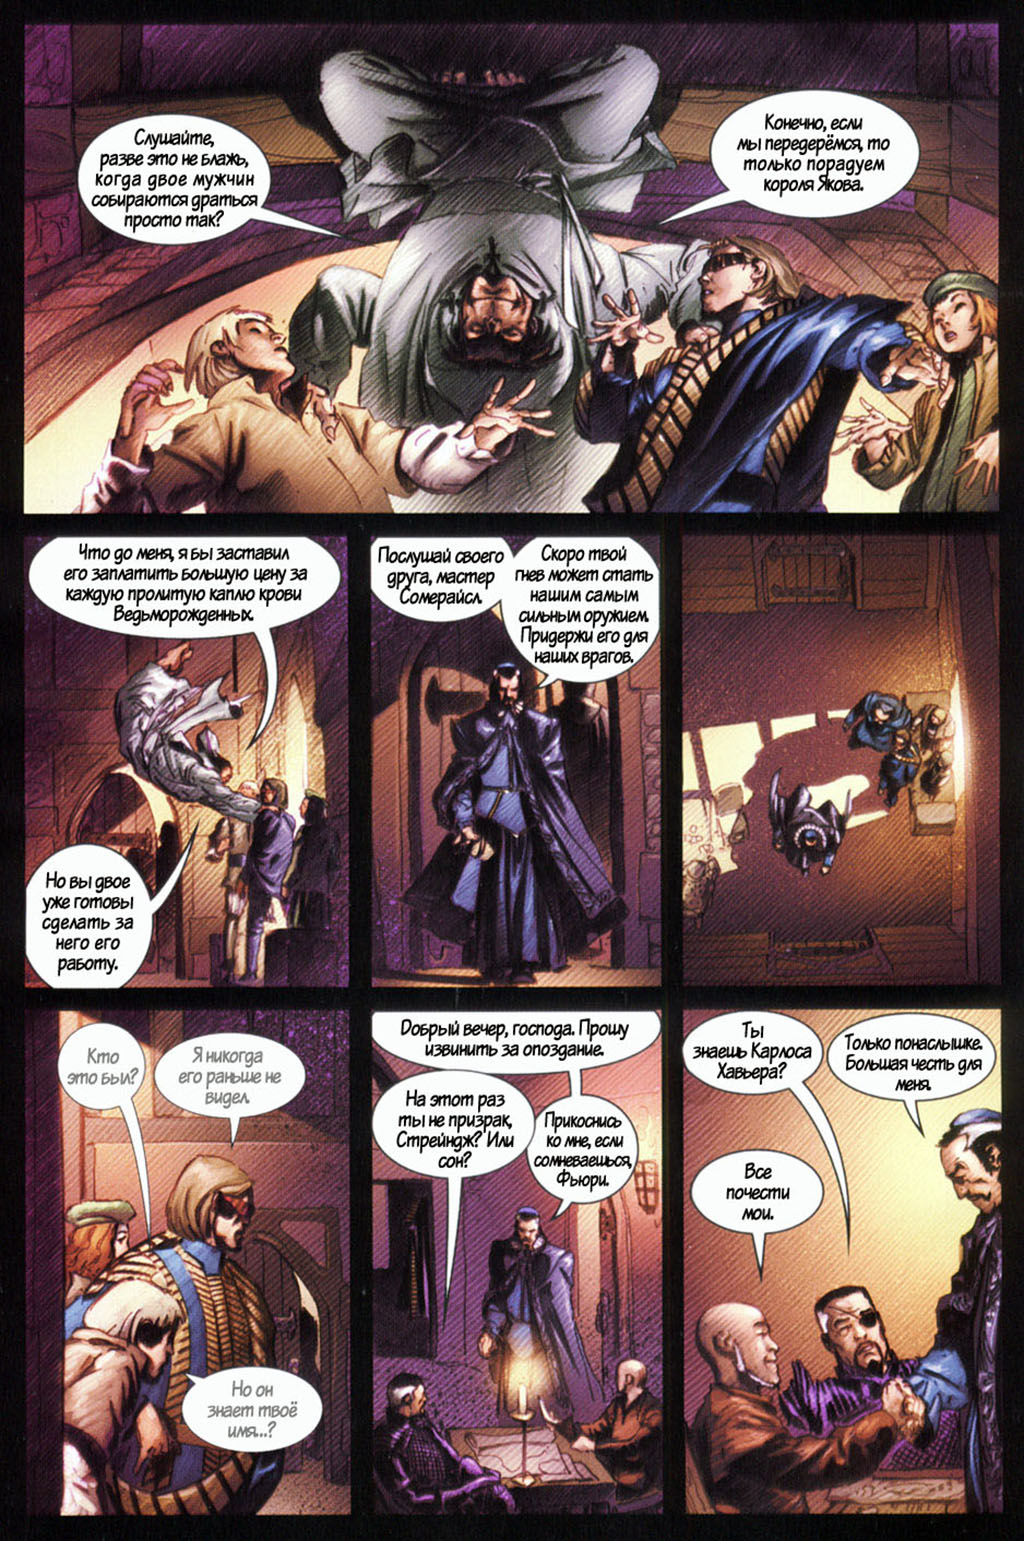 Слушайте,
разве это не блажь,
когда двое мужчин
собираются драться
просто так?
Конечно, если
мы передерёмся, то
только порадуем
короля Якова.
Что до меня, я бы заставил
его заплатить большую цену за
каждую пролитую каплю крови
Ведьморожденных.
Но вы двое
уже готовы
сделать за
него его
работу.
Послушай своего
друга, мастер
Сомерайсл.
Скоро твой
гнев может стать
нашим самым
сильным оружием.
Придержи его для
наших врагов.
Кто
это был?
Я никогда
его раньше не
видел.
Но он
знает твоё
имя...?
Добрый вечер, господа. Прошу
извинить за опоздание.
На этот раз
ты не призрак,
Стрейндж? Или
сон?
Прикоснись
ко мне, если
сомневаешься,
Фьюри.
Ты
знаешь Карлоса
Хавьера?
Только понаслышке.
Большая честь для
меня.
Все
почести
мои.